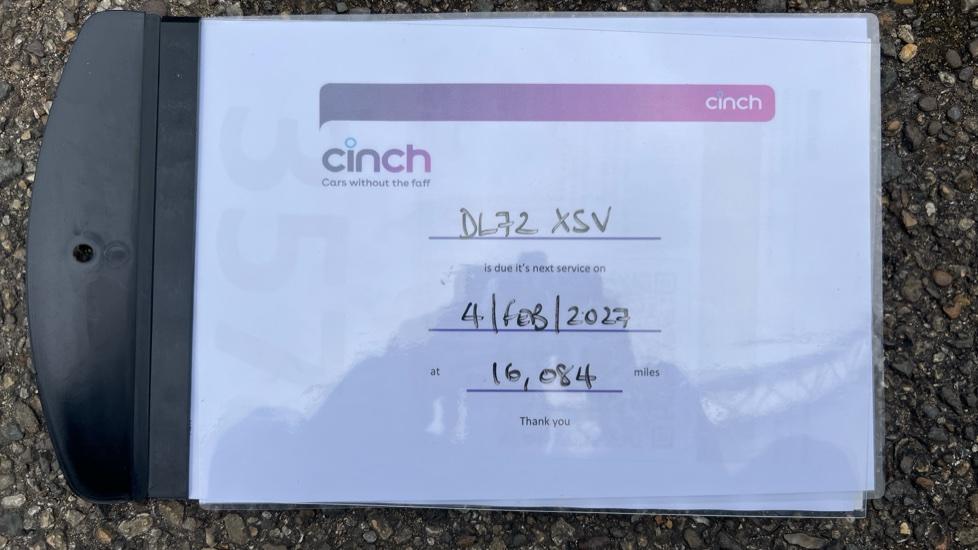 cinch
cinch
Cars without the faff
DL72 XSV
is due it's next service on
4/FEB/2027
at 16,084 miles
Thank you